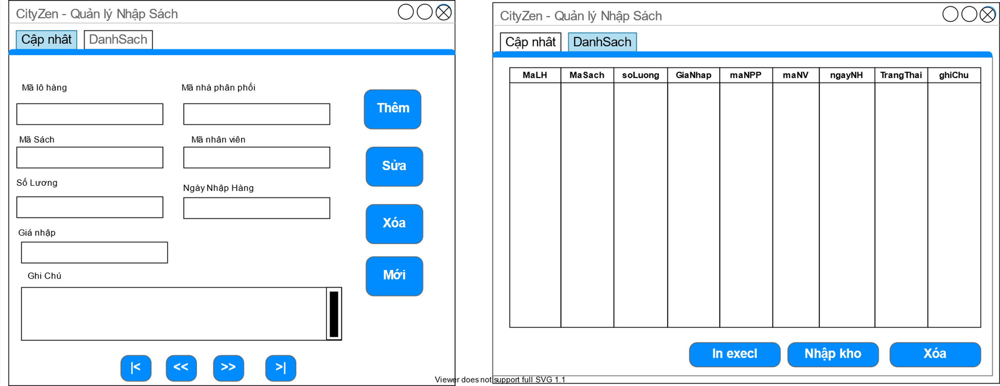 CityZen - Quản lý Nhập Sách
Cập nhât
DanhSach
Mã lô hàng
Mã nhà phân phối
Thêm
Mã Sách
Mã nhân viên
Sửa
Số Lương
Ngày Nhập Hàng
Xóa
Giá nhập
Mới
Ghi Chú
|<
<<
>>
>|
CityZen - Quản lý Nhập Sách
Cập nhât
DanhSach
MaLH MaSach soLuong GiaNhap maNPP maNV ngayNH TrangThai ghiChu
In execl
Nhập kho
Xóa
Viewer does not support full SVG 1.1